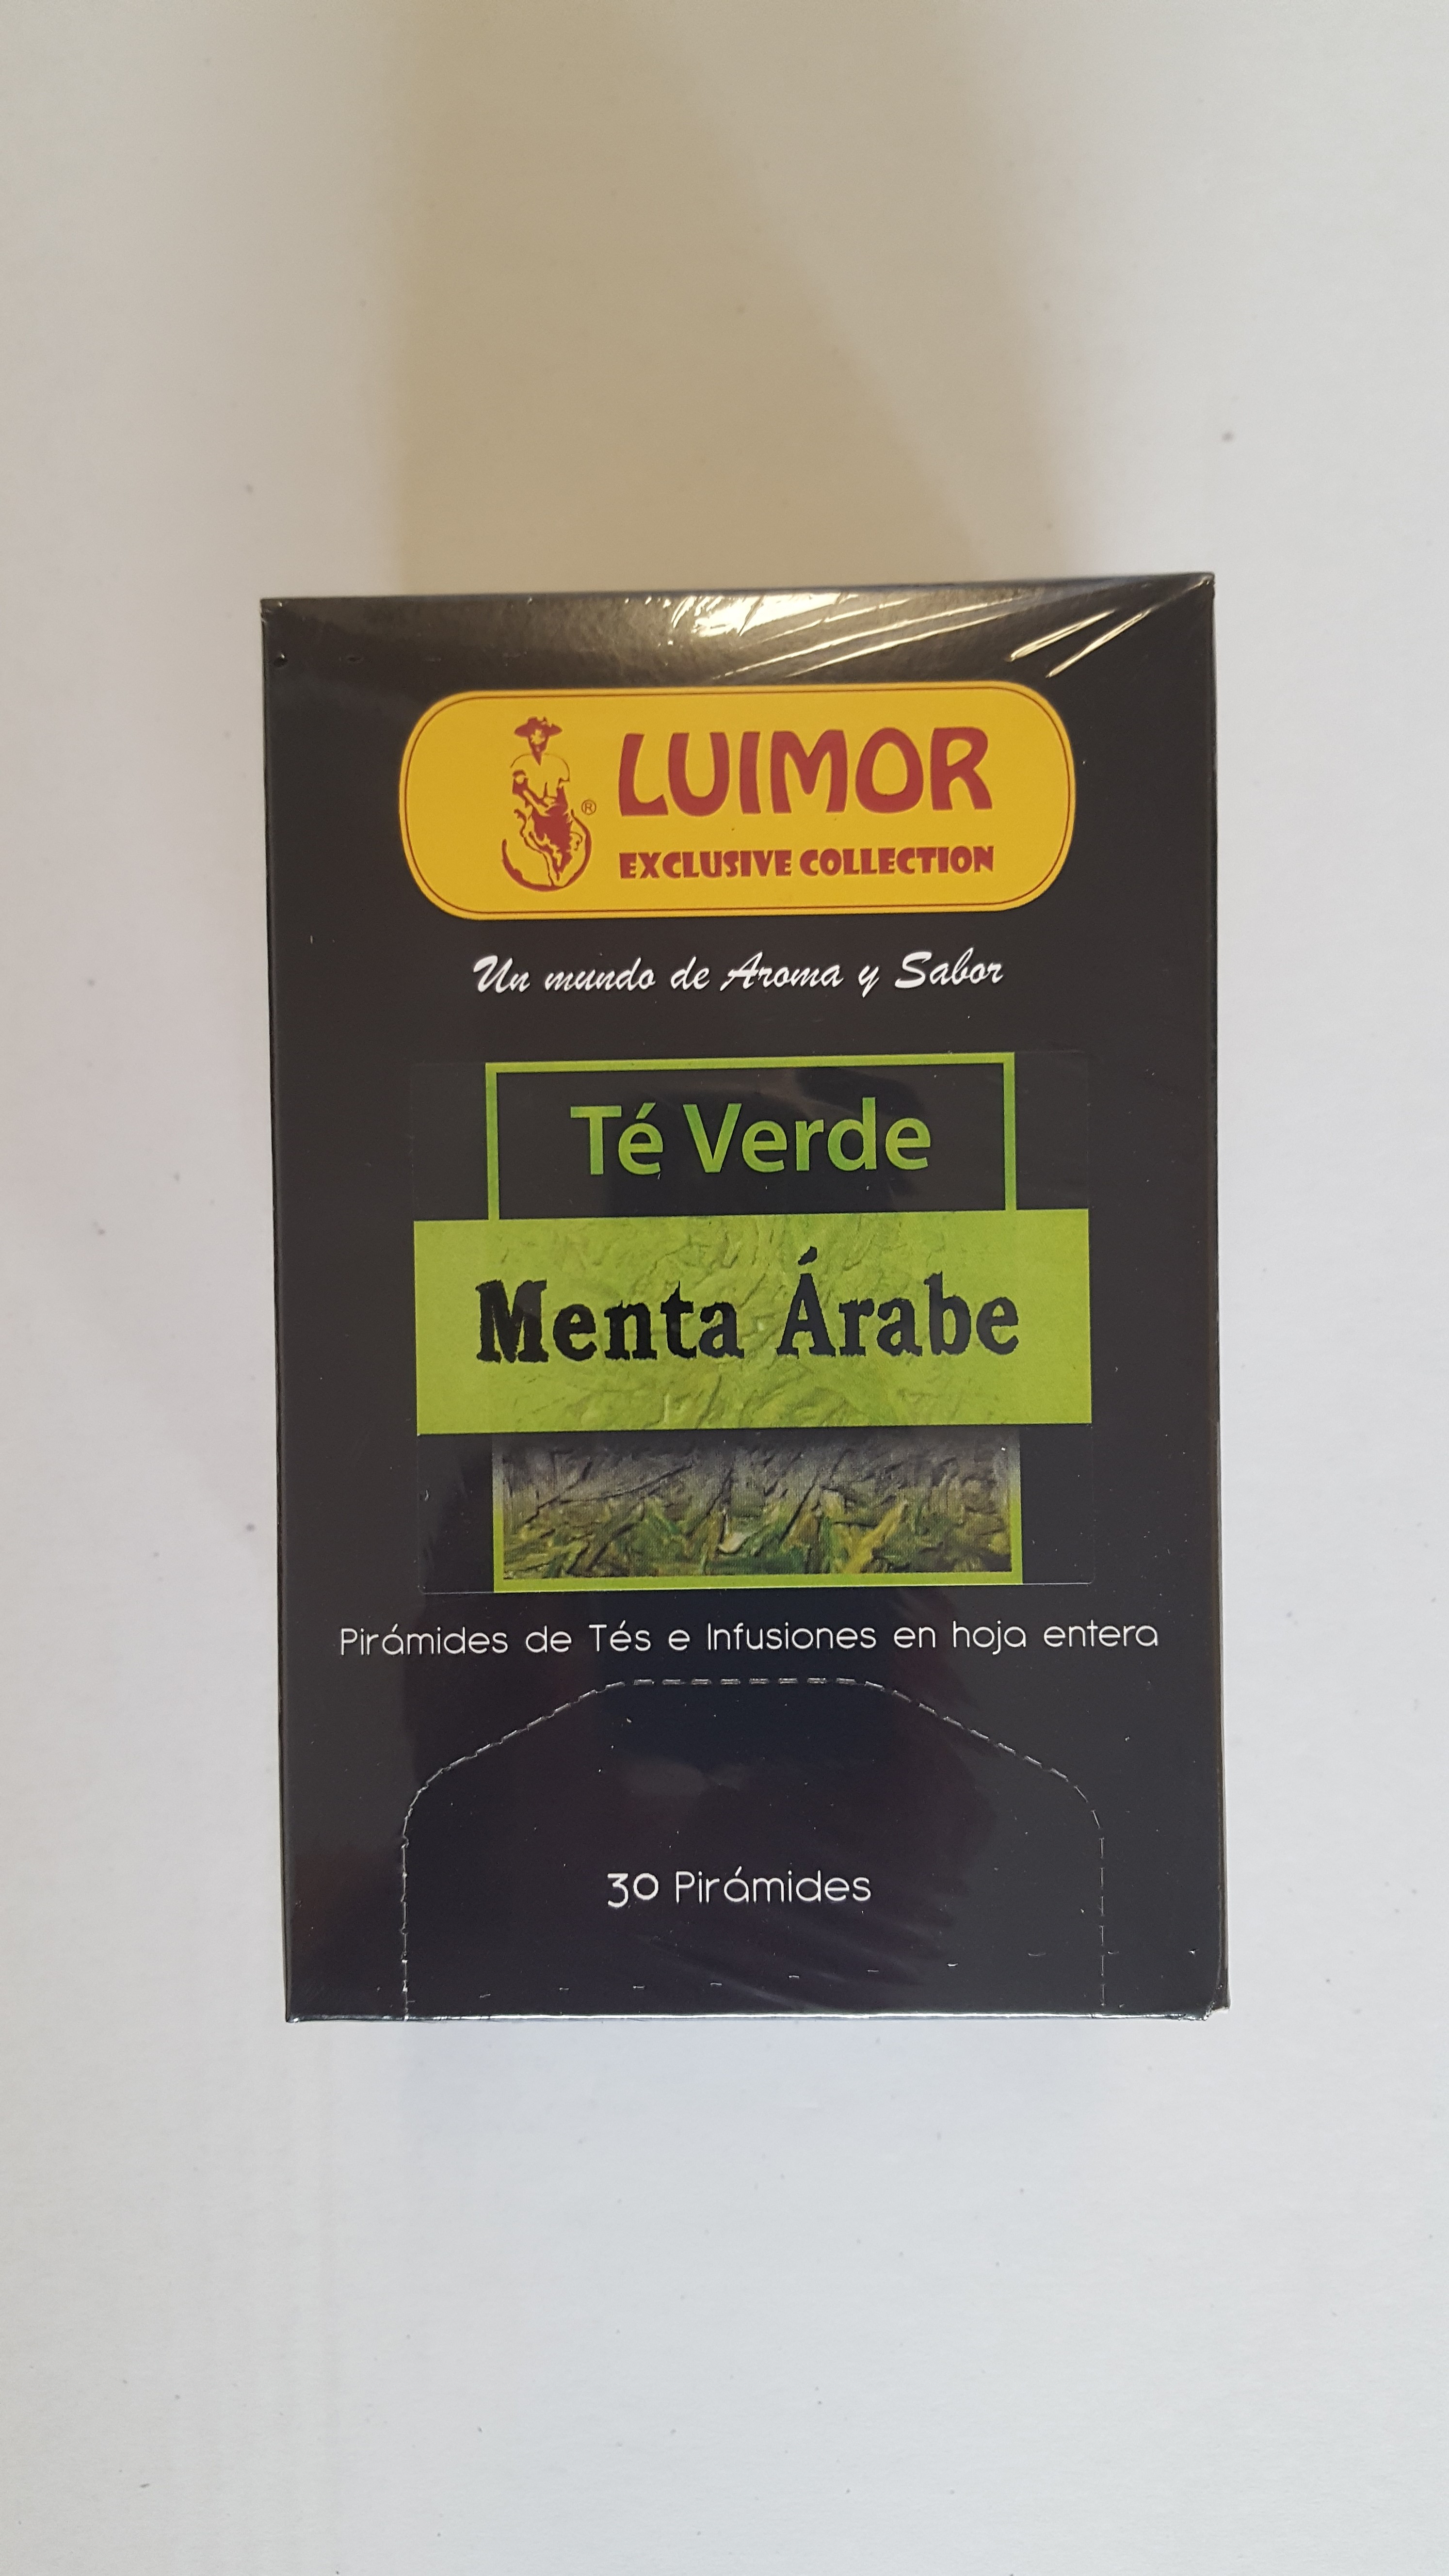 LUIMOR
®
EXCLUSIVE COLLECTION
Un mundo de Aroma y Sabor
Té Verde
Menta Árabe
Pirámides de Tés e Infusiones en hoja entera
30 Pirámides